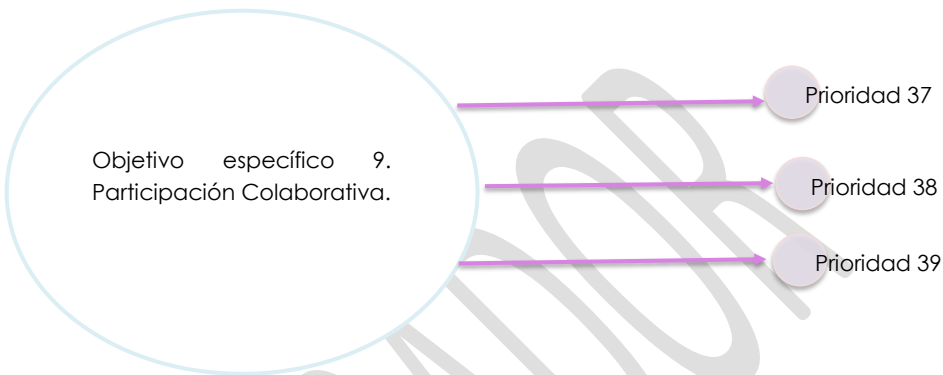 Objetivo específico 9.
Participación Colaborativa.
Prioridad 37
Prioridad 38
Prioridad 39